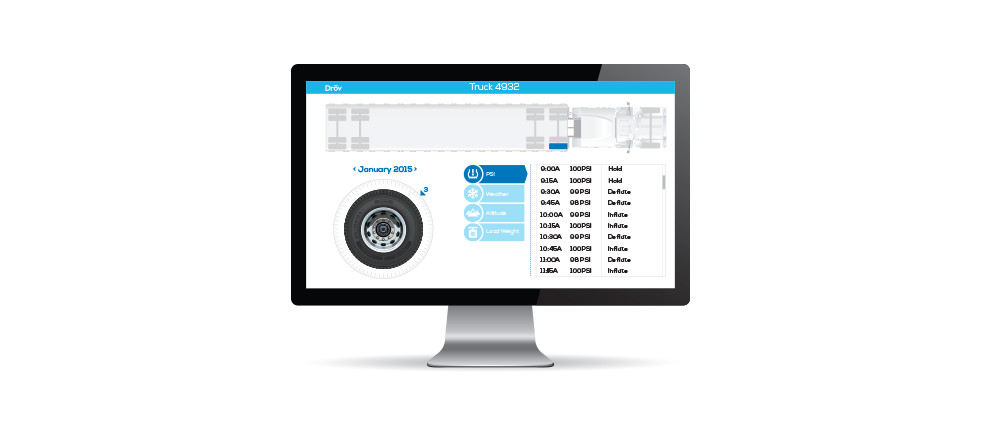 Dröv
Truck 4932
‹ January 2015 ›
3
PSI
Weather
Altitude
Load Weight
9:00A 100PSI Hold
9:15A 100PSI Hold
9:30A 99PSI Deflate
9:45A 98PSI Deflate
10:00A 99PSI Inflate
10:15A 100PSI Inflate
10:30A 99PSI Deflate
10:45A 100PSI Inflate
11:00A 98PSI Deflate
11:15A 100PSI Inflate